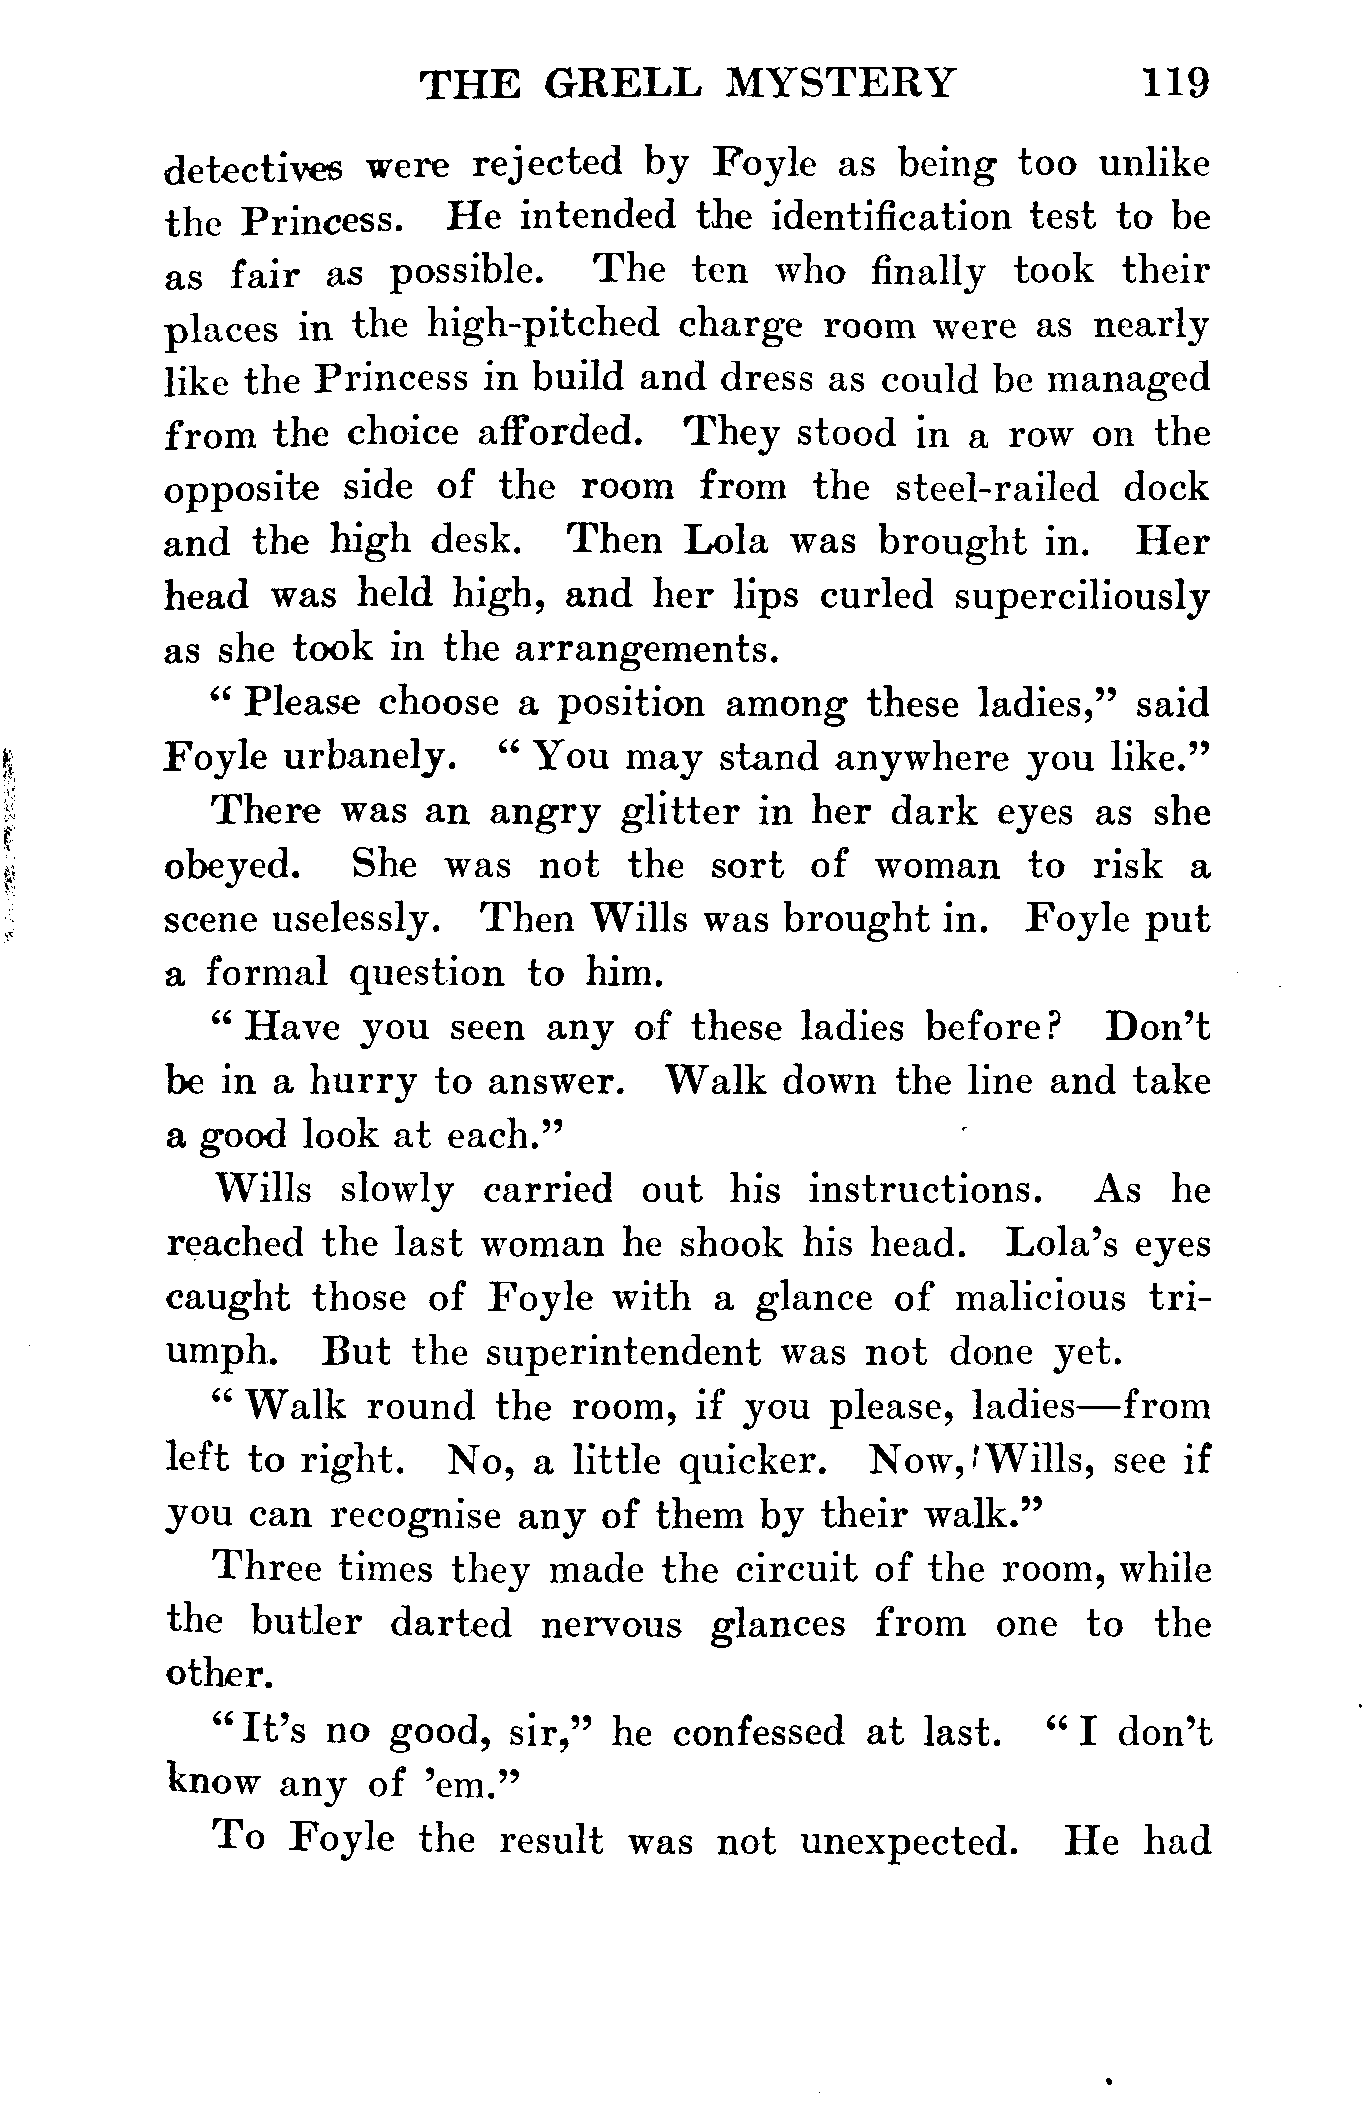 THE GRELL MYSTERY 119
detectives were rejected by Foyle as being too unlike
the Princess. He intended the identification test to be
as fair as possible. The ten who finally took their
places in the high-pitched charge room were as nearly
like the Princess in build and dress as could be managed
from the choice afforded. They stood in a row on the
opposite side of the room from the steel-railed dock
and the high desk. Then Lola was brought in. Her
head was held high, and her lips curled superciliously
as she took in the arrangements.
“ Please choose a position among these ladies,” said
Foyle urbanely. “ You may stand anywhere you like.”
There was an angry glitter in her dark eyes as she
obeyed. She was not the sort of woman to risk a
scene uselessly. Then Wills was brought in. Foyle put
a formal question to him.
“ Have you seen any of these ladies before? Don’t
be in a hurry to answer. Walk down the line and take
a good look at each.”
Wills slowly carried out his instructions. As he
reached the last woman he shook his head. Lola’s eyes
caught those of Foyle with a glance of malicious tri-
umph. But the superintendent was not done yet.
“ Walk round the room, if you please, ladies—from
left to right. No, a little quicker. Now, Wills, see if
you can recognise any of them by their walk.”
Three times they made the circuit of the room, while
the butler darted nervous glances from one to the
other.
“It’s no good, sir,” he confessed at last. “ I don’t
know any of ’em.”
To Foyle the result was not unexpected. He had